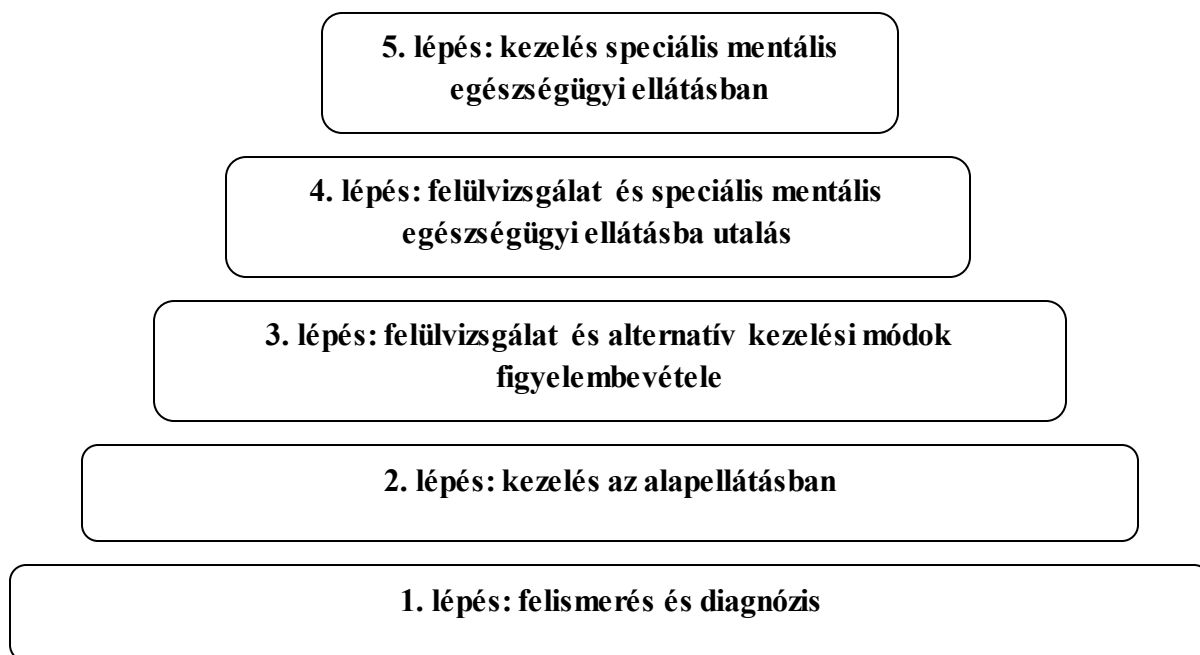 5. lépés: kezelés speciális mentális
egészségügyi ellátásban
4. lépés: felülvizsgálat és speciális mentális
egészségügyi ellátásba utalás
3. lépés: felülvizsgálat és alternatív kezelési módok
figyelembevétele
2. lépés: kezelés az alapellátásban
1. lépés: felismerés és diagnózis